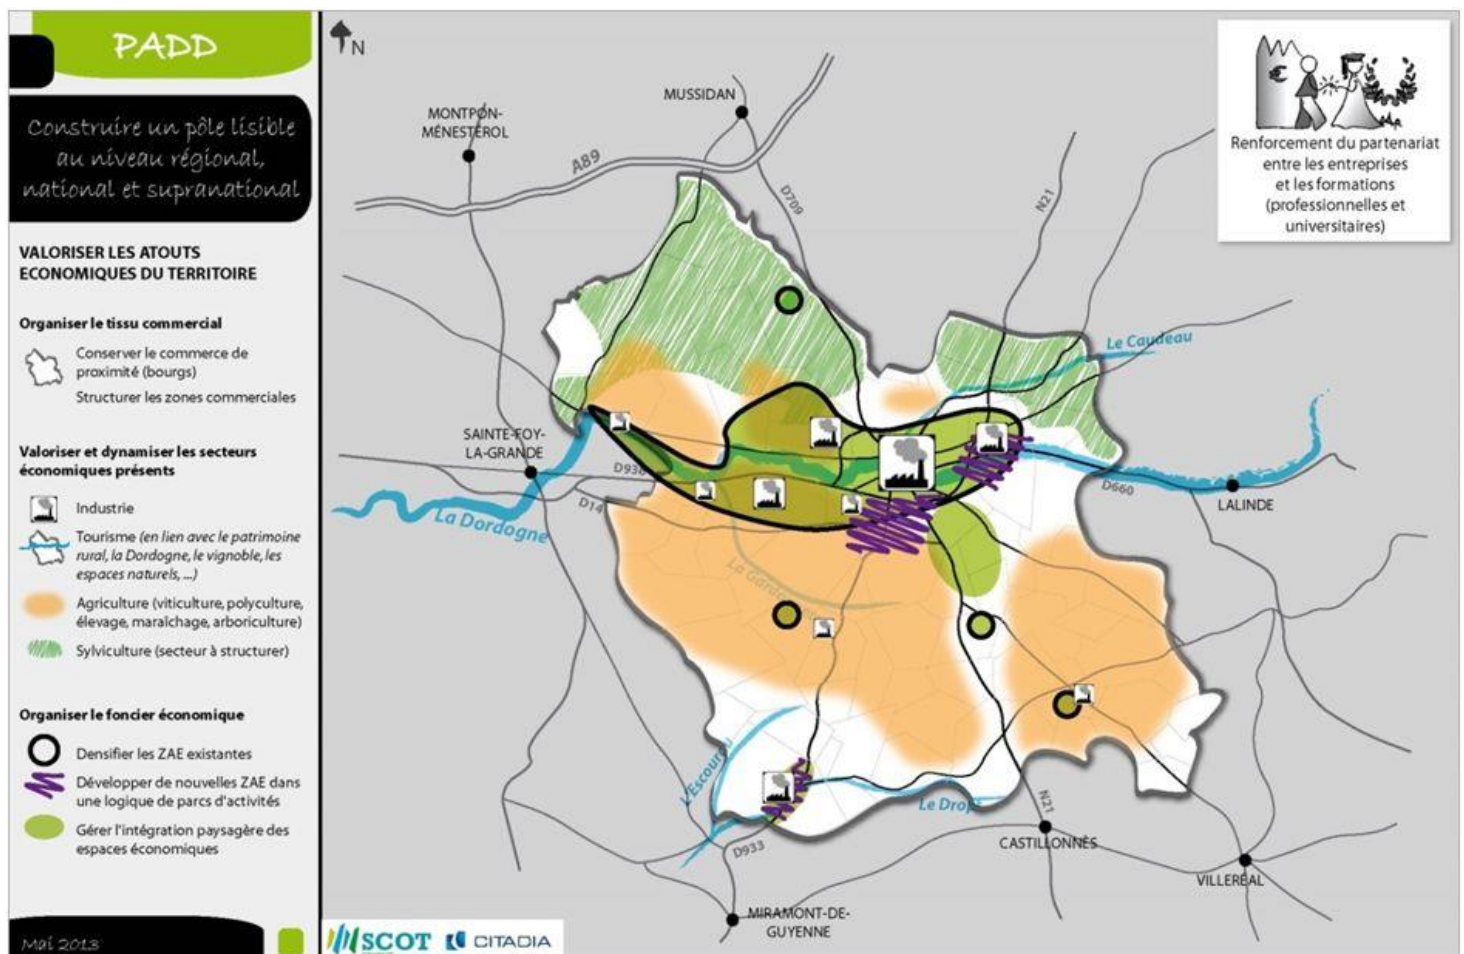 PADD
Construire un pôle lisible
au niveau régional,
national et supranational
VALORISER LES ATOUTS
ECONOMIQUES DU TERRITOIRE
Organiser le tissu commercial
Conserver le commerce de
proximité (bourgs)
Structurer les zones commerciales
Valoriser et dynamiser les secteurs
économiques présents
Industrie
Tourisme (en lien avec le patrimoine
rural, la Dordogne, le vignoble, les
espaces naturels, ...)
Agriculture (viticulture, polyculture,
élevage, maraîchage, arboriculture)
Sylviculture (secteur à structurer)
Organiser le foncier économique
Densifier les ZAE existantes
Développer de nouvelles ZAE dans
une logique de parcs d'activités
Gérer l'intégration paysagère des
espaces économiques
Mai 2013
N
MUSSIDAN
MONTPON-
MÉNESTÉROL
A89
D709
N21
€
Renforcement du partenariat
entre les entreprises
et les formations
(professionnelles et
universitaires)
Le Caudeau
SAINTE-FOY-
LA-GRANDE
D936
D14
D660
LALINDE
La Dordogne
La
L'Escourou
Le Dropt
N21
D933
CASTILLONNÈS
VILLERÉAL
MIRAMONT-DE-
GUYENNE
SCOT
CITADIA